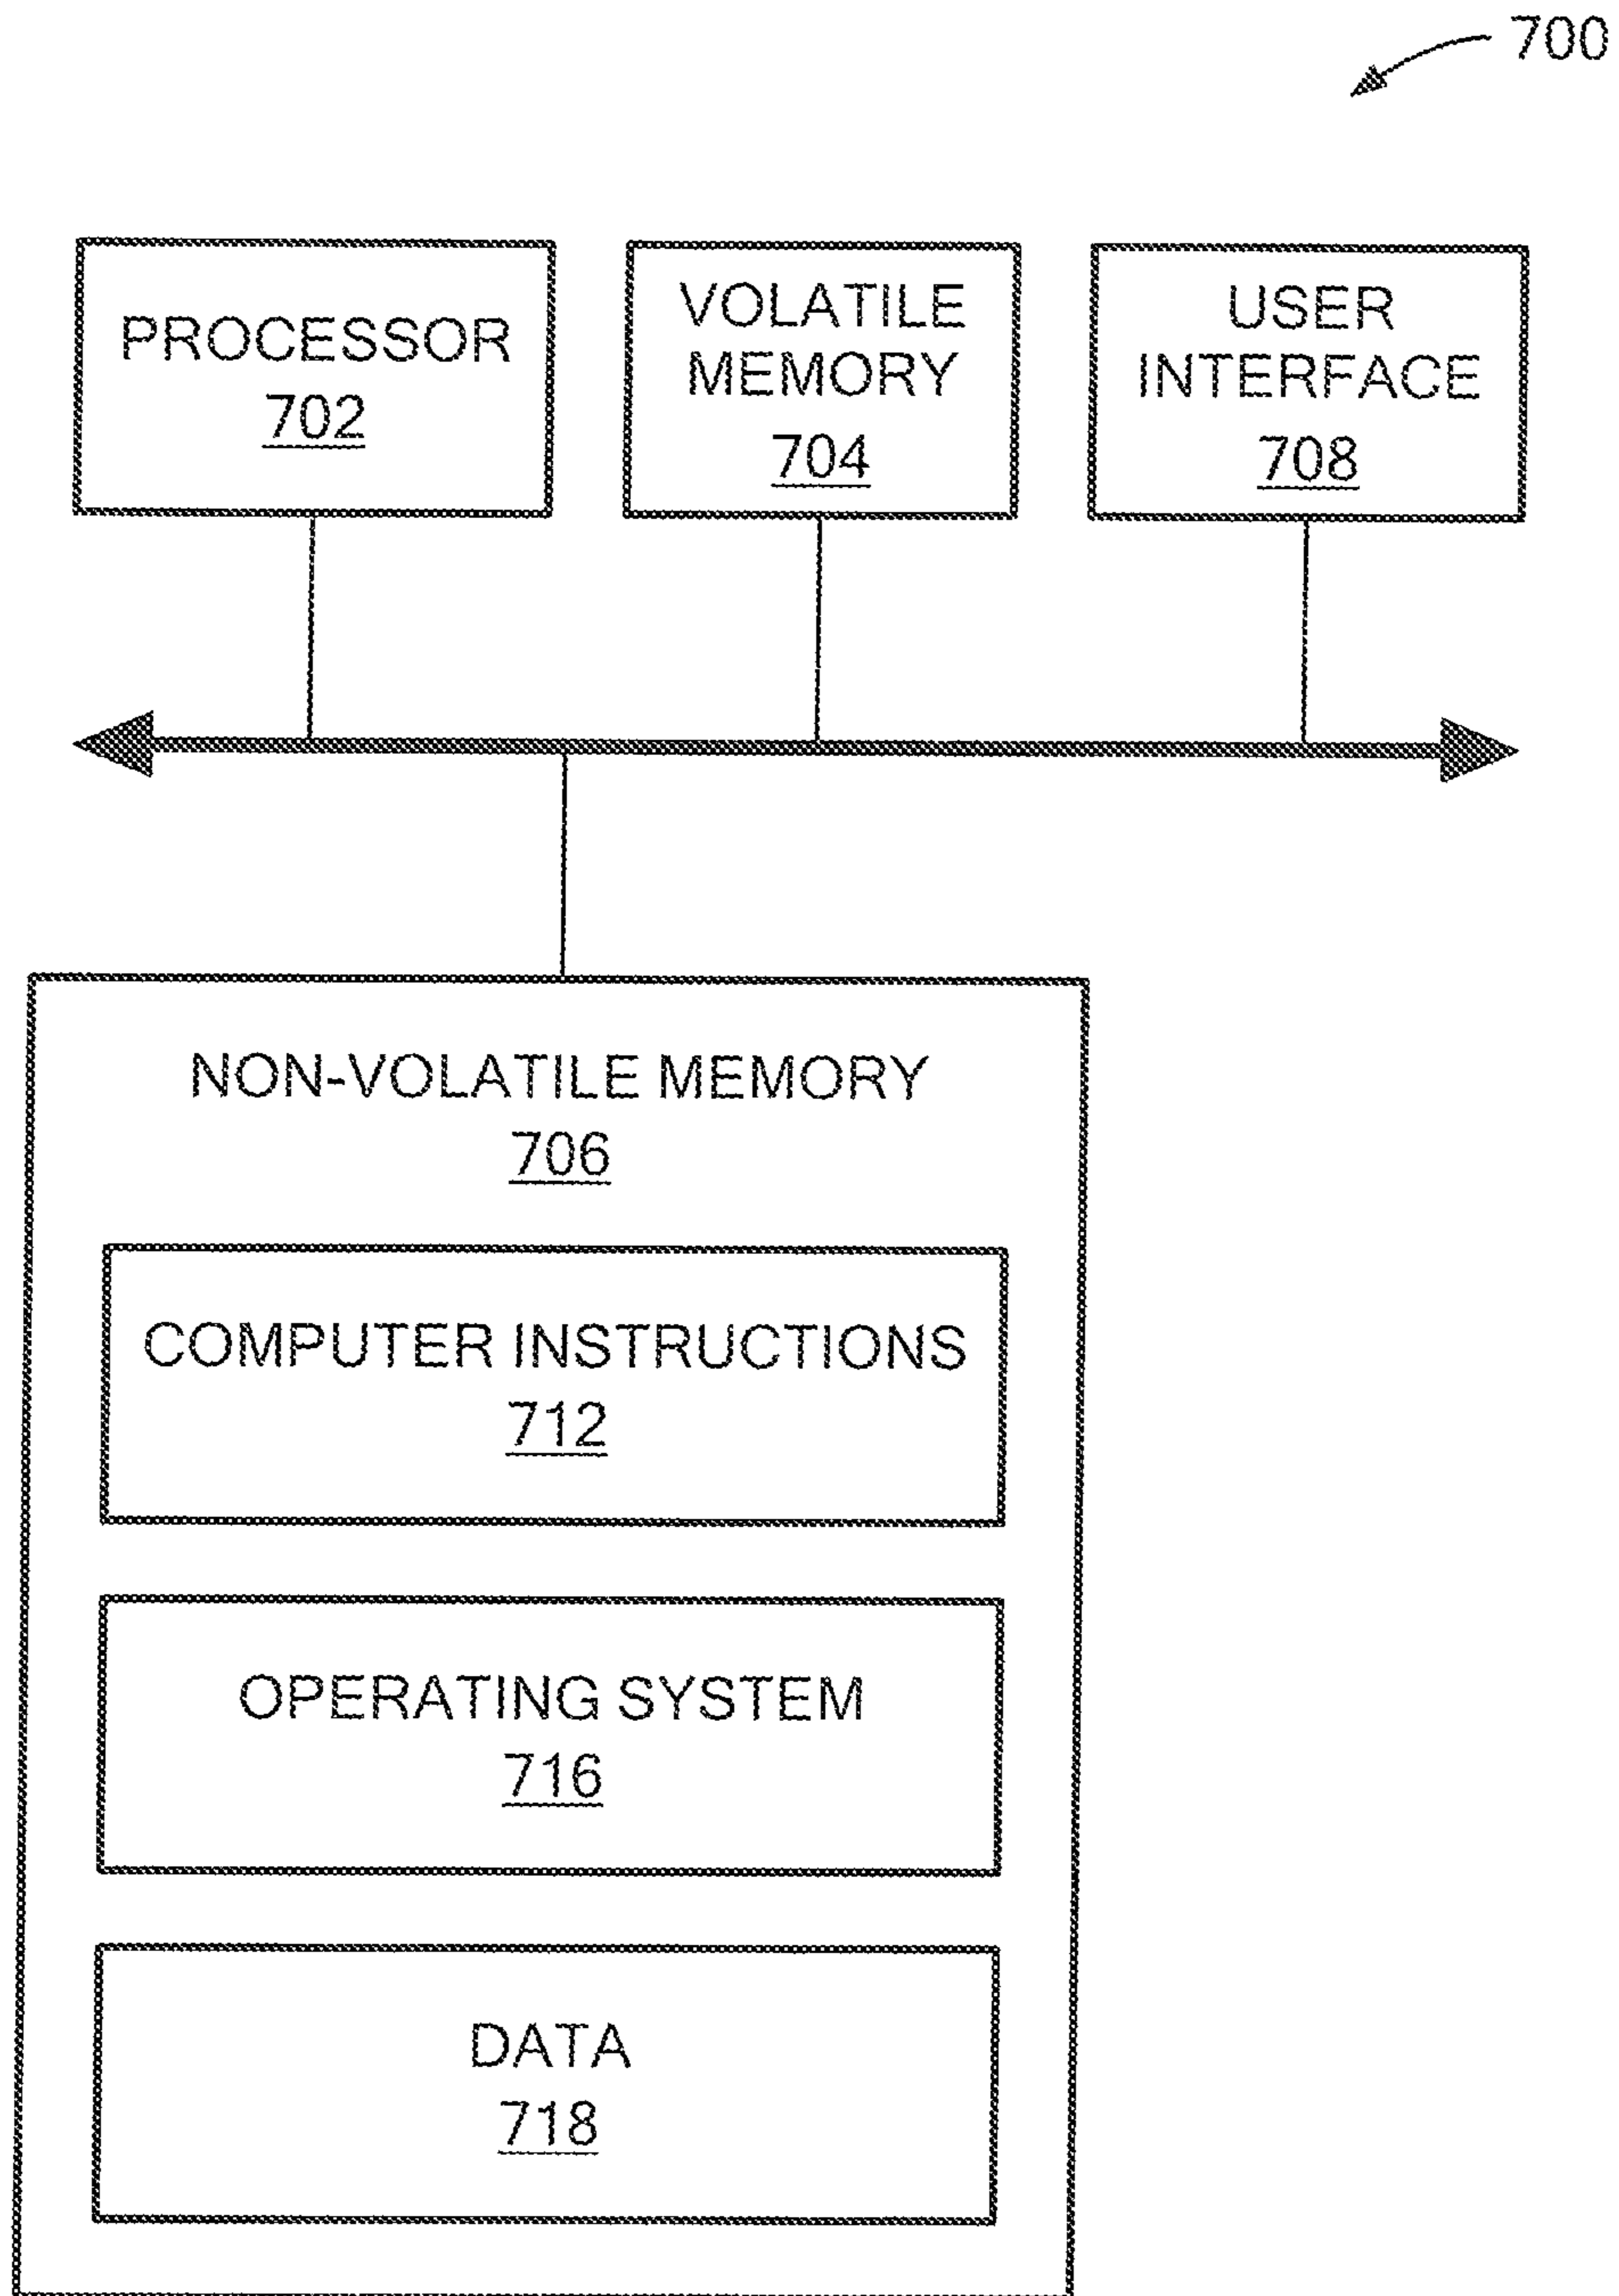 700
PROCESSOR
702
VOLATILE
MEMORY
704
USER
INTERFACE
708
NON-VOLATILE MEMORY
706
COMPUTER INSTRUCTIONS
712
OPERATING SYSTEM
716
DATA
718